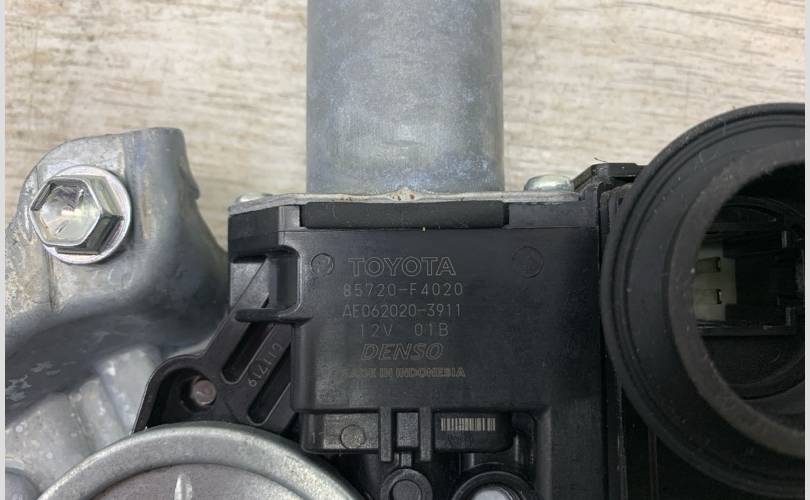 TOYOTA
85720-F4020
AE062020-3911
12V 01B
DENSO
MADE IN INDONESIA